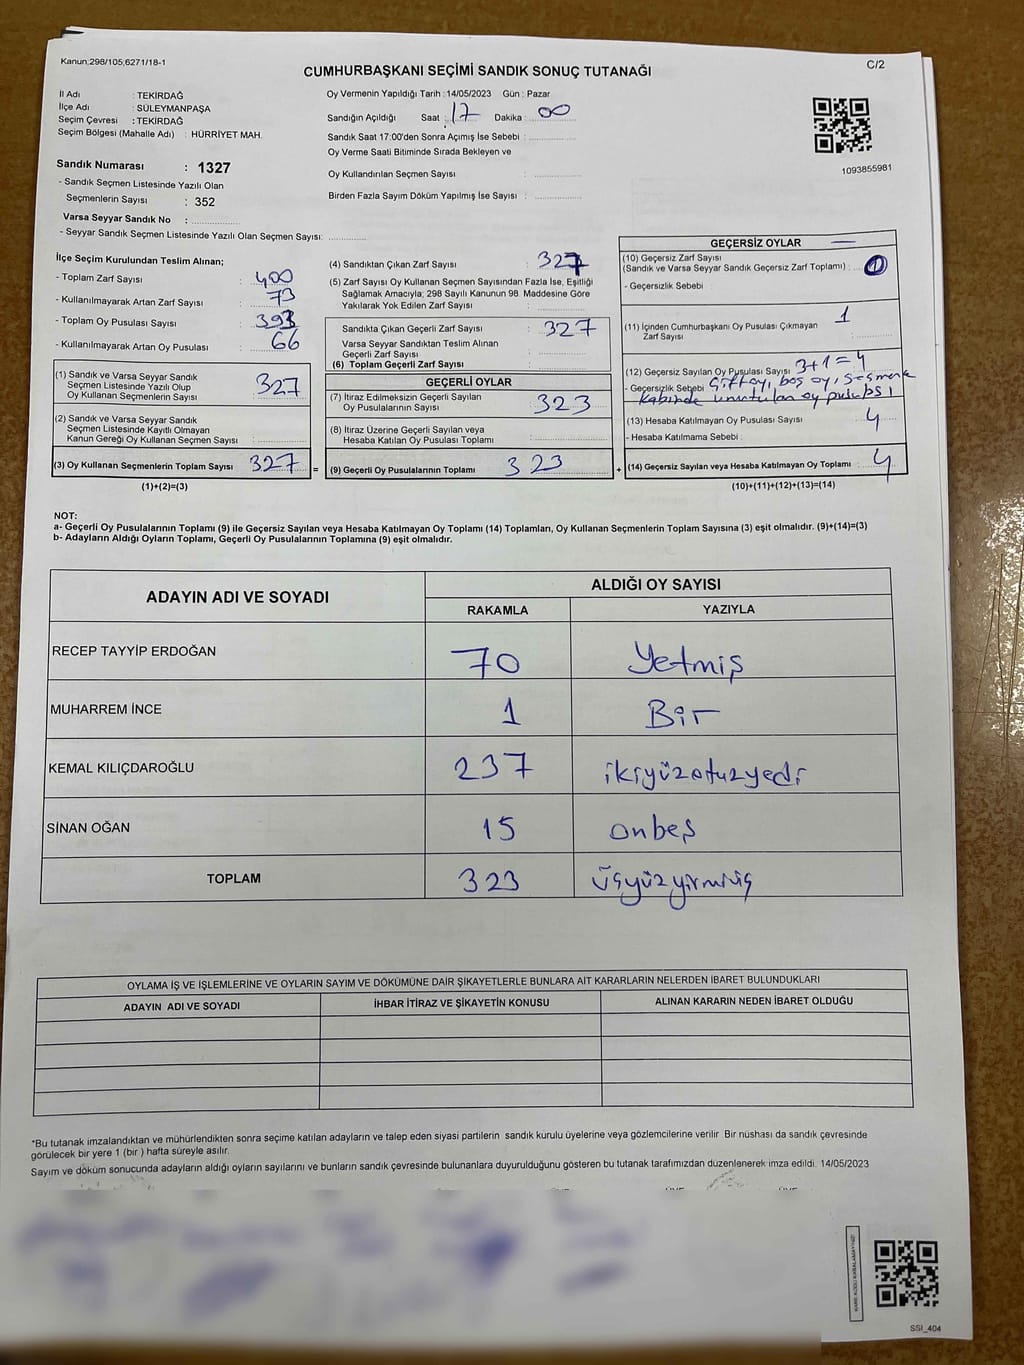 Kanun;298/105;6271/18-1
C/2
CUMHURBAŞKANI SEÇİMİ SANDIK SONUÇ TUTANAĞI
İl Adı : TEKİRDAĞ
İlçe Adı : SÜLEYMANPAŞA
Seçim Çevresi : TEKİRDAĞ
Seçim Bölgesi (Mahalle Adı) : HÜRRİYET MAH.
Sandık Numarası : 1327
- Sandık Seçmen Listesinde Yazılı Olan
Seçmenlerin Sayısı : 352
Varsa Seyyar Sandık No :
- Seyyar Sandık Seçmen Listesinde Yazılı Olan Seçmen Sayısı:
Oy Vermenin Yapıldığı Tarih : 14/05/2023 Gün : Pazar
Sandığın Açıldığı Saat : 17 Dakika : 00
Sandık Saat 17:00'den Sonra Açımış İse Sebebi :
Oy Verme Saati Bitiminde Sırada Bekleyen ve
Oy Kullandırılan Seçmen Sayısı :
Birden Fazla Sayım Döküm Yapılmış İse Sayısı :
1093855981
İlçe Seçim Kurulundan Teslim Alınan;
- Toplam Zarf Sayısı : 400
- Kullanılmayarak Artan Zarf Sayısı : 73
- Toplam Oy Pusulası Sayısı : 393
- Kullanılmayarak Artan Oy Pusulası : 66
(1) Sandık ve Varsa Seyyar Sandık
Seçmen Listesinde Yazılı Olup
Oy Kullanan Seçmenlerin Sayısı : 327
(2) Sandık ve Varsa Seyyar Sandık
Seçmen Listesinde Kayıtlı Olmayan
Kanun Gereği Oy Kullanan Seçmen Sayısı :
(3) Oy Kullanan Seçmenlerin Toplam Sayısı : 327 =
(1)+(2)=(3)
(4) Sandıktan Çıkan Zarf Sayısı : 327
(5) Zarf Sayısı Oy Kullanan Seçmen Sayısından Fazla İse, Eşitliği
Sağlamak Amacıyla; 298 Sayılı Kanunun 98. Maddesine Göre
Yakılarak Yok Edilen Zarf Sayısı :
Sandıkta Çıkan Geçerli Zarf Sayısı : 327
Varsa Seyyar Sandıktan Teslim Alınan
Geçerli Zarf Sayısı :
(6) Toplam Geçerli Zarf Sayısı :
GEÇERLİ OYLAR
(7) İtiraz Edilmeksizin Geçerli Sayılan
Oy Pusulalarının Sayısı : 323
(8) İtiraz Üzerine Geçerli Sayılan veya
Hesaba Katılan Oy Pusulası Toplamı :
(9) Geçerli Oy Pusulalarının Toplamı : 323 +
GEÇERSİZ OYLAR
(10) Geçersiz Zarf Sayısı
(Sandık ve Varsa Seyyar Sandık Geçersiz Zarf Toplamı) :
- Geçersizlik Sebebi :
(11) İçinden Cumhurbaşkanı Oy Pusulası Çıkmayan 1
Zarf Sayısı :
(12) Geçersiz Sayılan Oy Pusulası Sayısı : 3+1=4
- Geçersizlik Sebebi : Çift oy, boş oy, seçmene
kabinde unutulan oy pulası
(13) Hesaba Katılmayan Oy Pusulası Sayısı : 4
- Hesaba Katılmama Sebebi :
(14) Geçersiz Sayılan veya Hesaba Katılmayan Oy Toplamı : 4
(10)+(11)+(12)+(13)=(14)
NOT:
a- Geçerli Oy Pusulalarının Toplamı (9) ile Geçersiz Sayılan veya Hesaba Katılmayan Oy Toplamı (14) Toplamları, Oy Kullanan Seçmenlerin Toplam Sayısına (3) eşit olmalıdır. (9)+(14)=(3)
b- Adayların Aldığı Oyların Toplamı, Geçerli Oy Pusulalarının Toplamına (9) eşit olmalıdır.
ADAYIN ADI VE SOYADI
ALDIĞI OY SAYISI
RAKAMLA YAZIYLA
RECEP TAYYİP ERDOĞAN 70 Yetmiş
MUHARREM İNCE 1 Bir
KEMAL KILIÇDAROĞLU 237 ikiyüzotuzyedi
SİNAN OĞAN 15 onbeş
TOPLAM 323 üçyüzyirmiüç
OYLAMA İŞ VE İŞLEMLERİNE VE OYLARIN SAYIM VE DÖKÜMÜNE DAİR ŞİKAYETLERLE BUNLARA AİT KARARLARIN NELERDEN İBARET BULUNDUKLARI
ADAYIN ADI VE SOYADI İHBAR İTİRAZ VE ŞİKAYETİN KONUSU ALINAN KARARIN NEDEN İBARET OLDUĞU
*Bu tutanak imzalandıktan ve mühürlendikten sonra seçime katılan adayların ve talep eden siyasi partilerin sandık kurulu üyelerine veya gözlemcilerine verilir Bir nüshası da sandık çevresinde
görülecek bir yere 1 (bir ) hafta süreyle asılır.
Sayım ve döküm sonucunda adayların aldığı oyların sayılarını ve bunların sandık çevresinde bulunanlara duyurulduğunu gösteren bu tutanak tarafımızdan düzenlenerek imza edildi. 14/05/2023
SSI_404